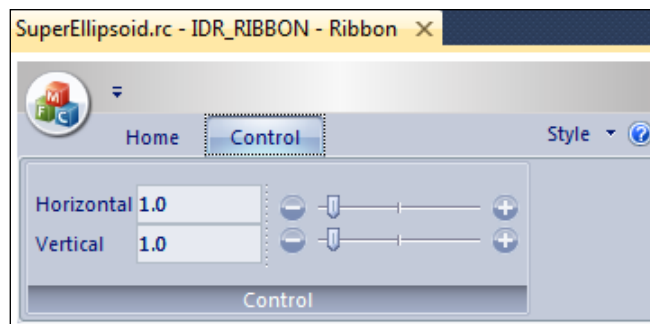 SuperEllipsoid.rc - IDR_RIBBON - Ribbon
M
F C
Home Control Style
Horizontal 1.0
Vertical 1.0
Control